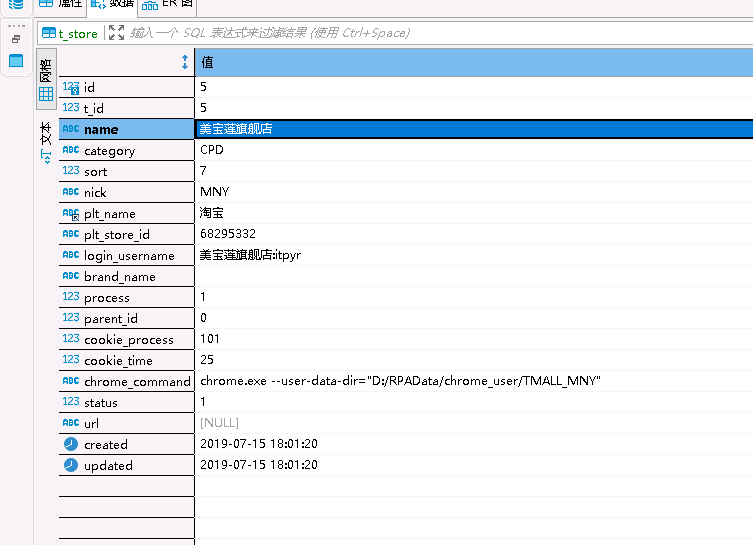 属性 数据 ER 图
t_store 输入一个 SQL 表达式来过滤结果 (使用 Ctrl+Space)
网格
文本
值
123 id 5
123 t_id 5
ABC name 美宝莲旗舰店
ABC category CPD
123 sort 7
ABC nick MNY
ABC plt_name 淘宝
ABC plt_store_id 68295332
ABC login_username 美宝莲旗舰店:itpyr
ABC brand_name
123 process 1
123 parent_id 0
123 cookie_process 101
123 cookie_time 25
ABC chrome_command chrome.exe --user-data-dir="D:/RPAData/chrome_user/TMALL_MNY"
123 status 1
ABC url [NULL]
created 2019-07-15 18:01:20
updated 2019-07-15 18:01:20